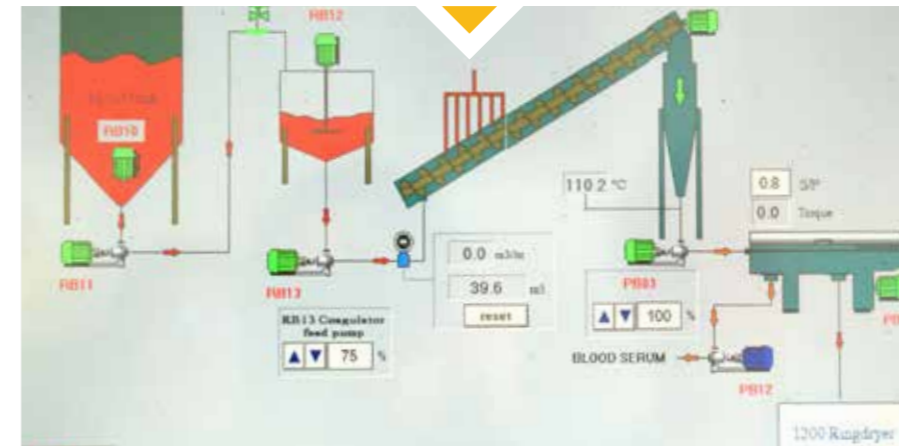 RB12
RB10
110.2 °C
0.8 S/P
0.0 Torque
0.0 m3/hr
39.6 m3
reset
RB11
RB13
PB03
RB13 Coagulator
feed pump
75 %
100 %
BLOOD SERUM
PB12
1200 Ringdryer